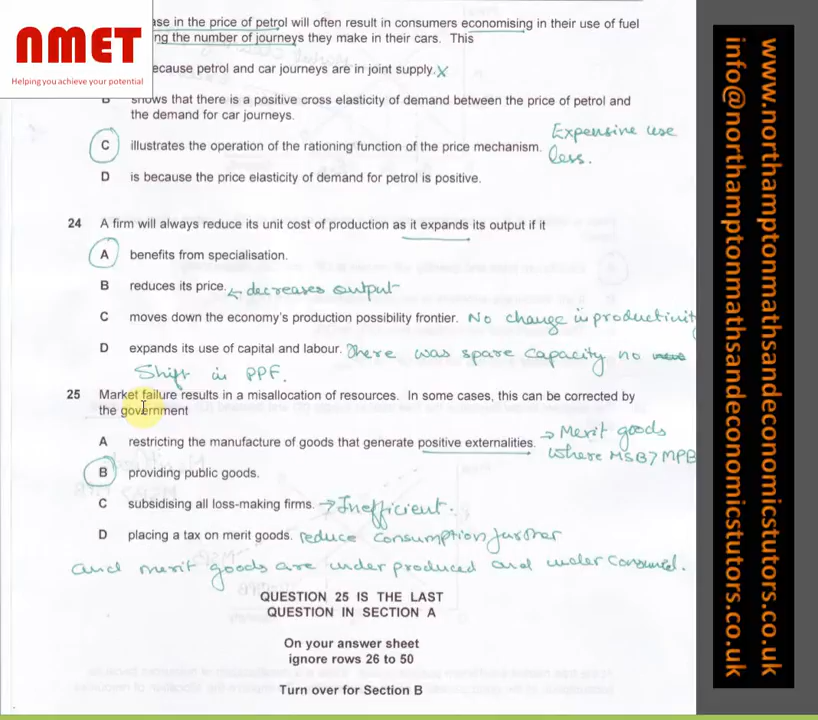 NMET
Helping you achieve your potential
se in the price of petrol will often result in consumers economising in their use of fuel
ng the number of journeys they make in their cars. This
ecause petrol and car journeys are in joint supply. X
shows that there is a positive cross elasticity of demand between the price of petrol and
the demand for car journeys.
Expensive use
C illustrates the operation of the rationing function of the price mechanism. less.
D is because the price elasticity of demand for petrol is positive.
24 A firm will always reduce its unit cost of production as it expands its output if it
A benefits from specialisation.
B reduces its price. ← decreases output
C moves down the economy's production possibility frontier. No change in productivity
D expands its use of capital and labour. There was spare capacity no
Shift in PPF.
25 Market failure results in a misallocation of resources. In some cases, this can be corrected by
the government
A restricting the manufacture of goods that generate positive externalities. → Merit goods
where MSB > MPB
B providing public goods.
C subsidising all loss-making firms. → Inefficient.
D placing a tax on merit goods. reduce consumption further
and merit goods are under produced and under consumed.
QUESTION 25 IS THE LAST
QUESTION IN SECTION A
On your answer sheet
ignore rows 26 to 50
Turn over for Section B
www.northamptonmathsandeconomicstutors.co.uk
info@northamptonmathsandeconomicstutors.co.uk